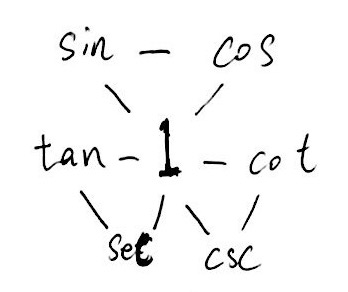 sin — cos
tan — 1 — cot
sec csc